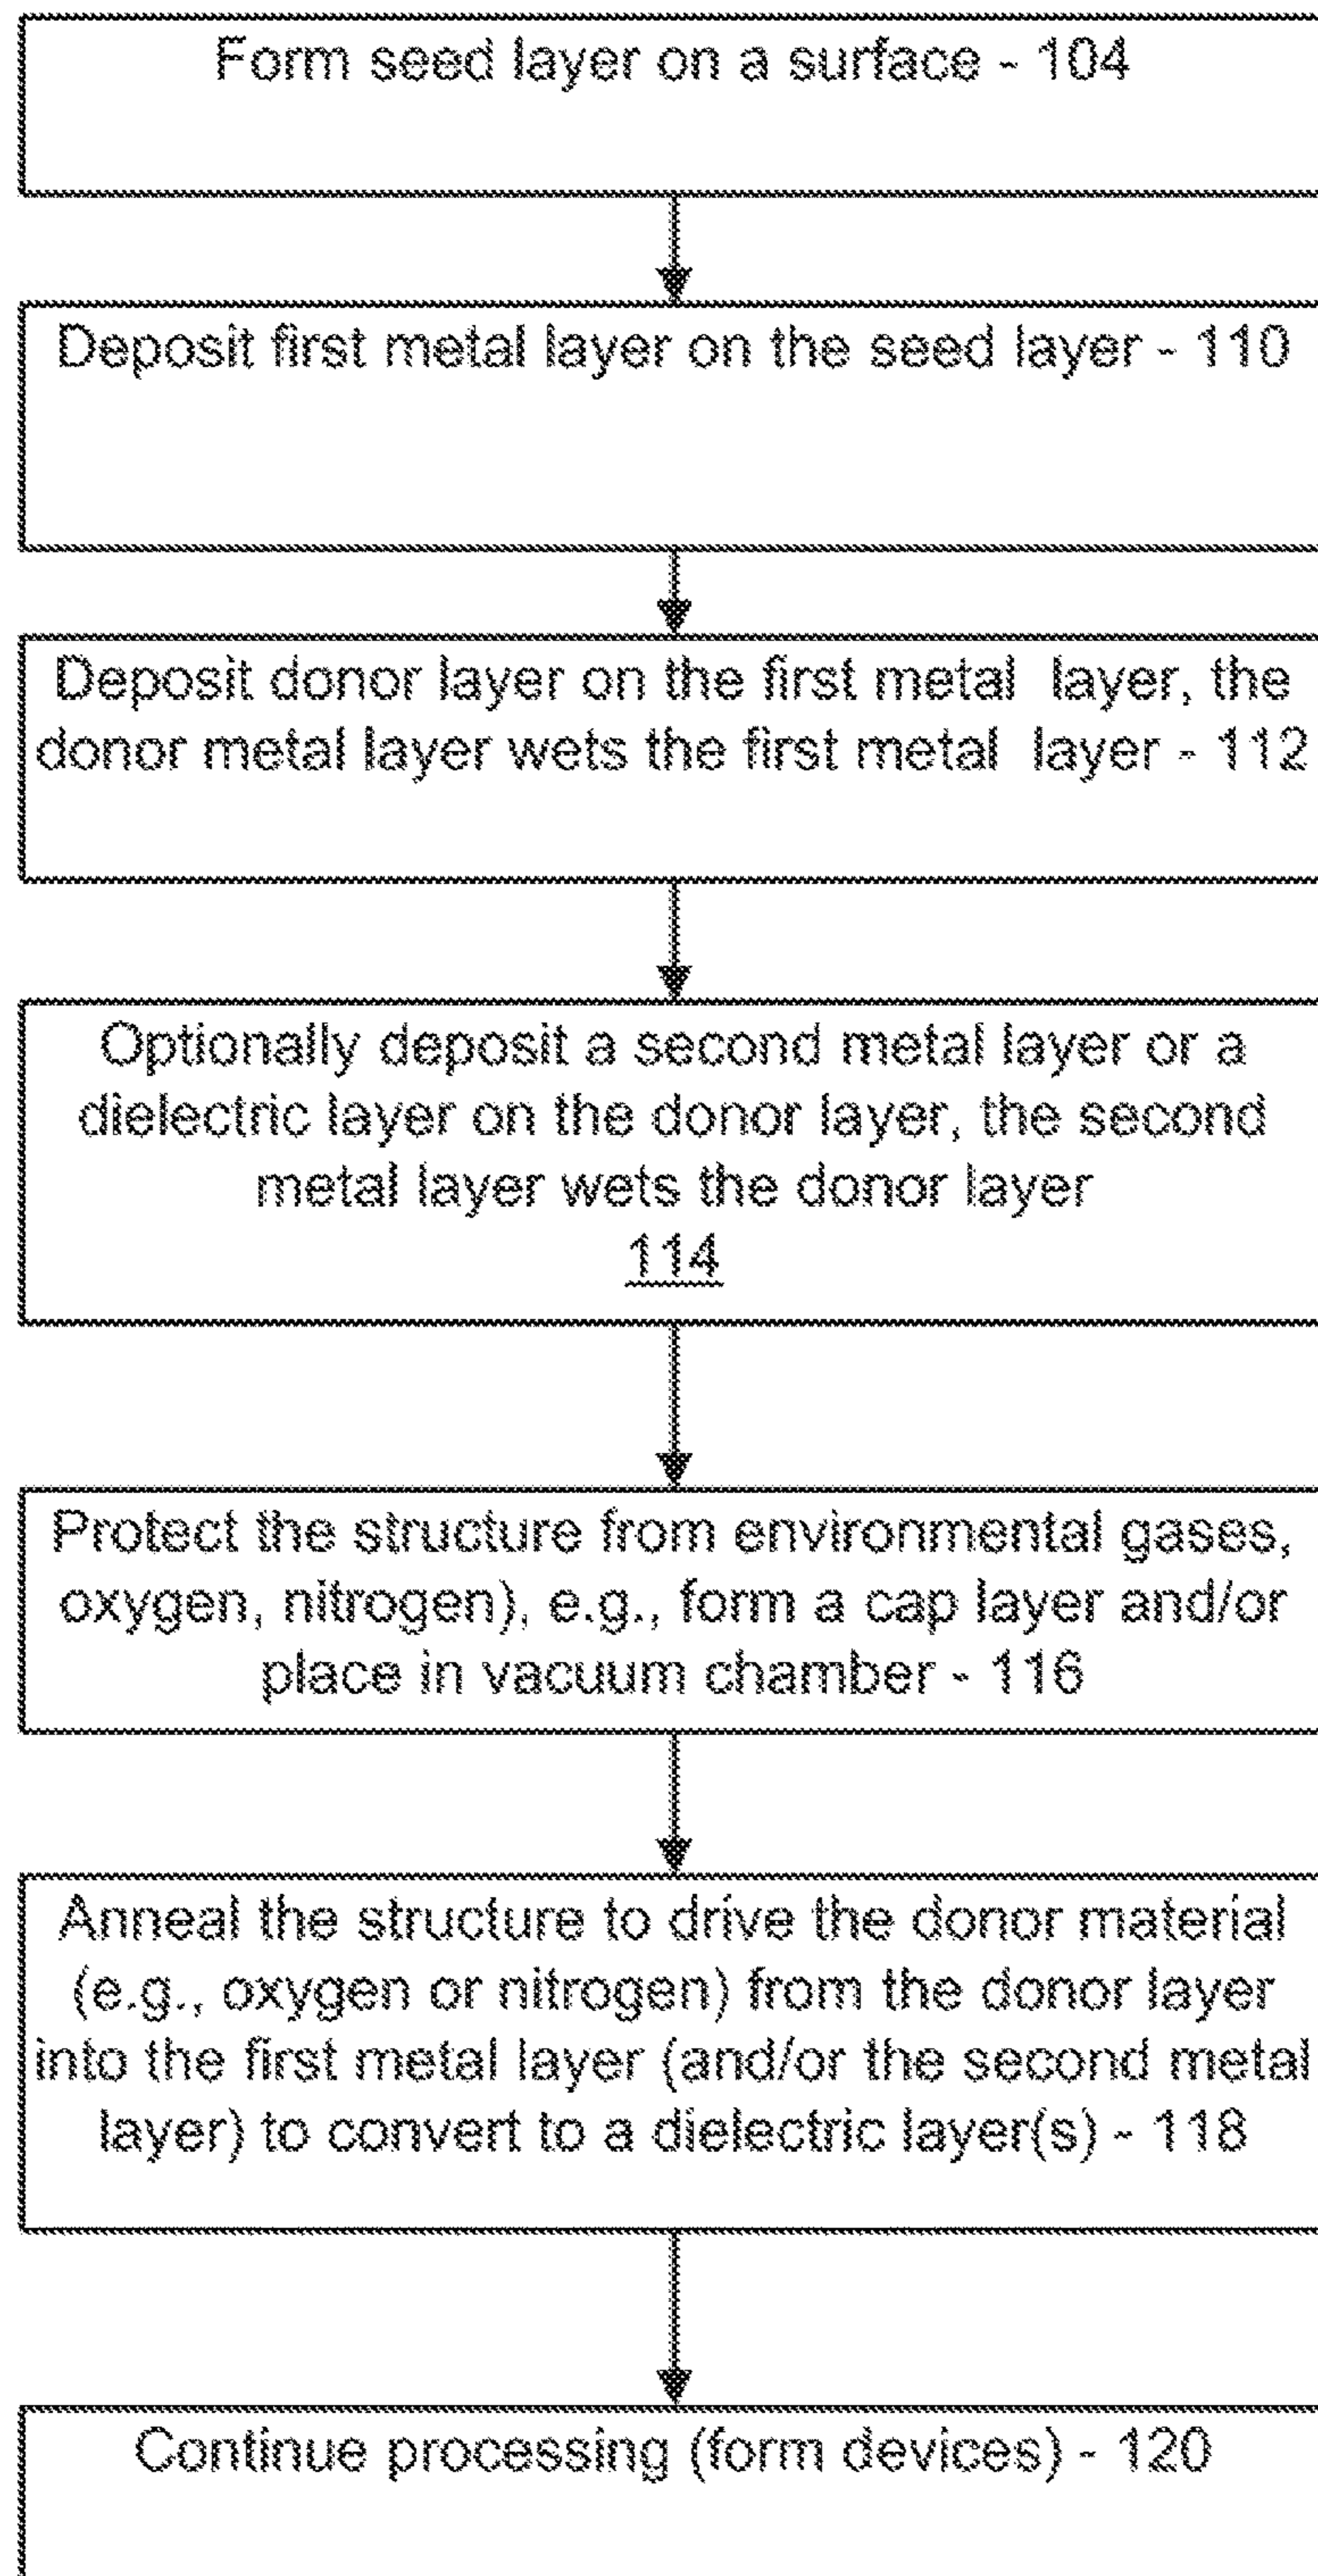 Form seed layer on a surface - 104
Deposit first metal layer on the seed layer - 110
Deposit donor layer on the first metal layer, the
donor metal layer wets the first metal layer - 112
Optionally deposit a second metal layer or a
dielectric layer on the donor layer, the second
metal layer wets the donor layer
114
Protect the structure from environmental gases,
oxygen, nitrogen), e.g., form a cap layer and/or
place in vacuum chamber - 116
Anneal the structure to drive the donor material
(e.g., oxygen or nitrogen) from the donor layer
into the first metal layer (and/or the second metal
layer) to convert to a dielectric layer(s) - 118
Continue processing (form devices) - 120